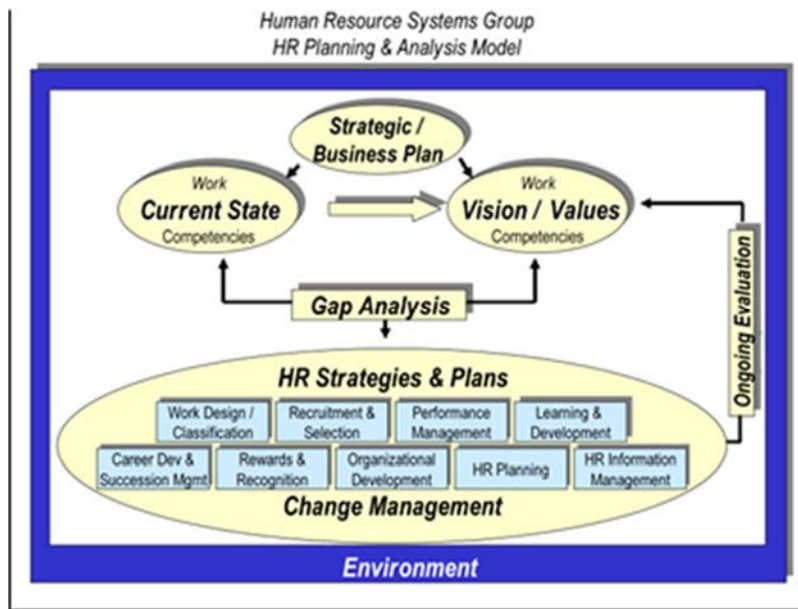 Human Resource Systems Group
HR Planning & Analysis Model
Strategic /
Business Plan
Work
Current State
Competencies
Work
Vision / Values
Competencies
Gap Analysis
Ongoing Evaluation
HR Strategies & Plans
Work Design /
Classification
Recruitment &
Selection
Performance
Management
Learning &
Development
Career Dev &
Succession Mgmt
Rewards &
Recognition
Organizational
Development
HR Planning
HR Information
Management
Change Management
Environment